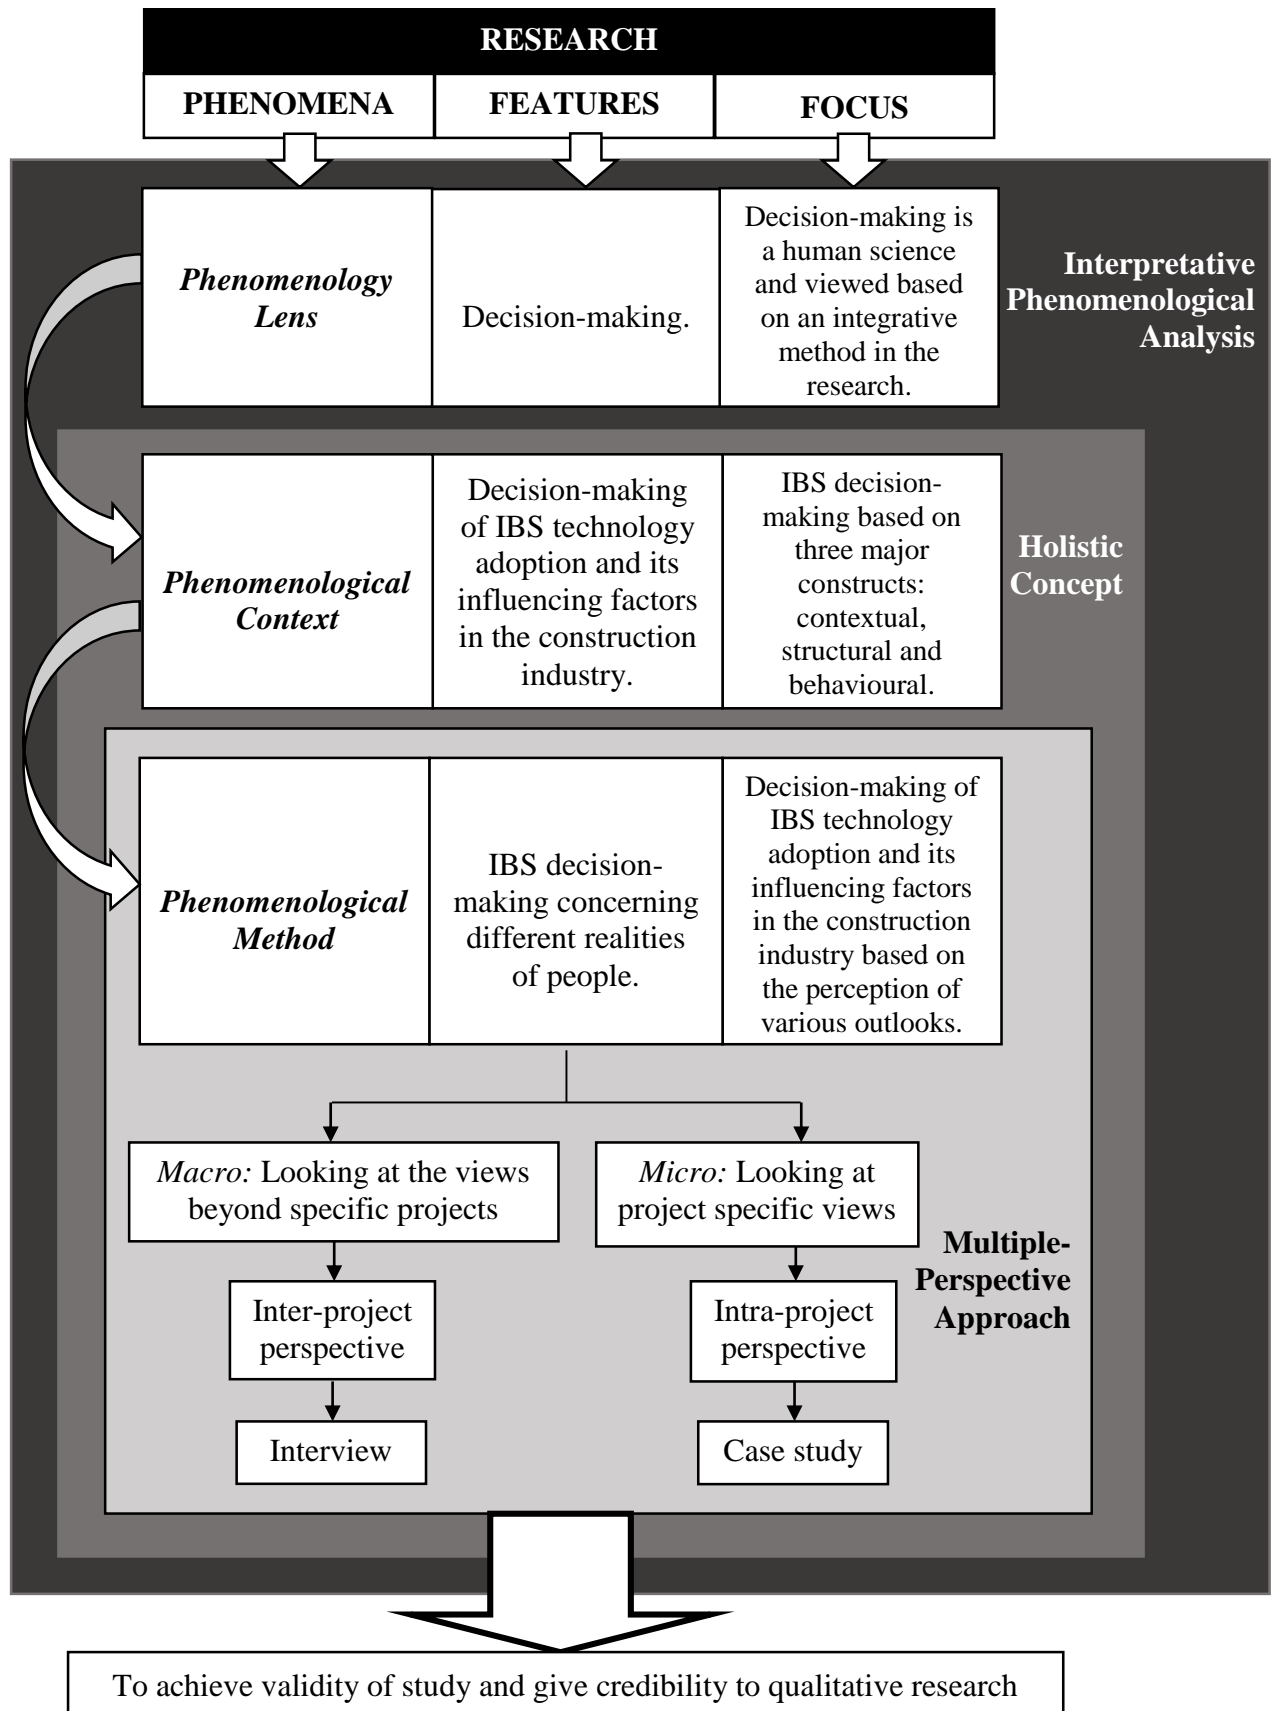 RESEARCH
PHENOMENA
FEATURES
FOCUS
Phenomenology
Lens
Decision-making.
Decision-making is
a human science
and viewed based
on an integrative
method in the
research.
Interpretative
Phenomenological
Analysis
Phenomenological
Context
Decision-making
of IBS technology
adoption and its
influencing factors
in the construction
industry.
IBS decision-
making based on
three major
constructs:
contextual,
structural and
behavioural.
Holistic
Concept
Phenomenological
Method
IBS decision-
making concerning
different realities
of people.
Decision-making of
IBS technology
adoption and its
influencing factors
in the construction
industry based on
the perception of
various outlooks.
Macro: Looking at the views
beyond specific projects
Micro: Looking at
project specific views
Multiple-
Perspective
Approach
Inter-project
perspective
Intra-project
perspective
Interview
Case study
To achieve validity of study and give credibility to qualitative research